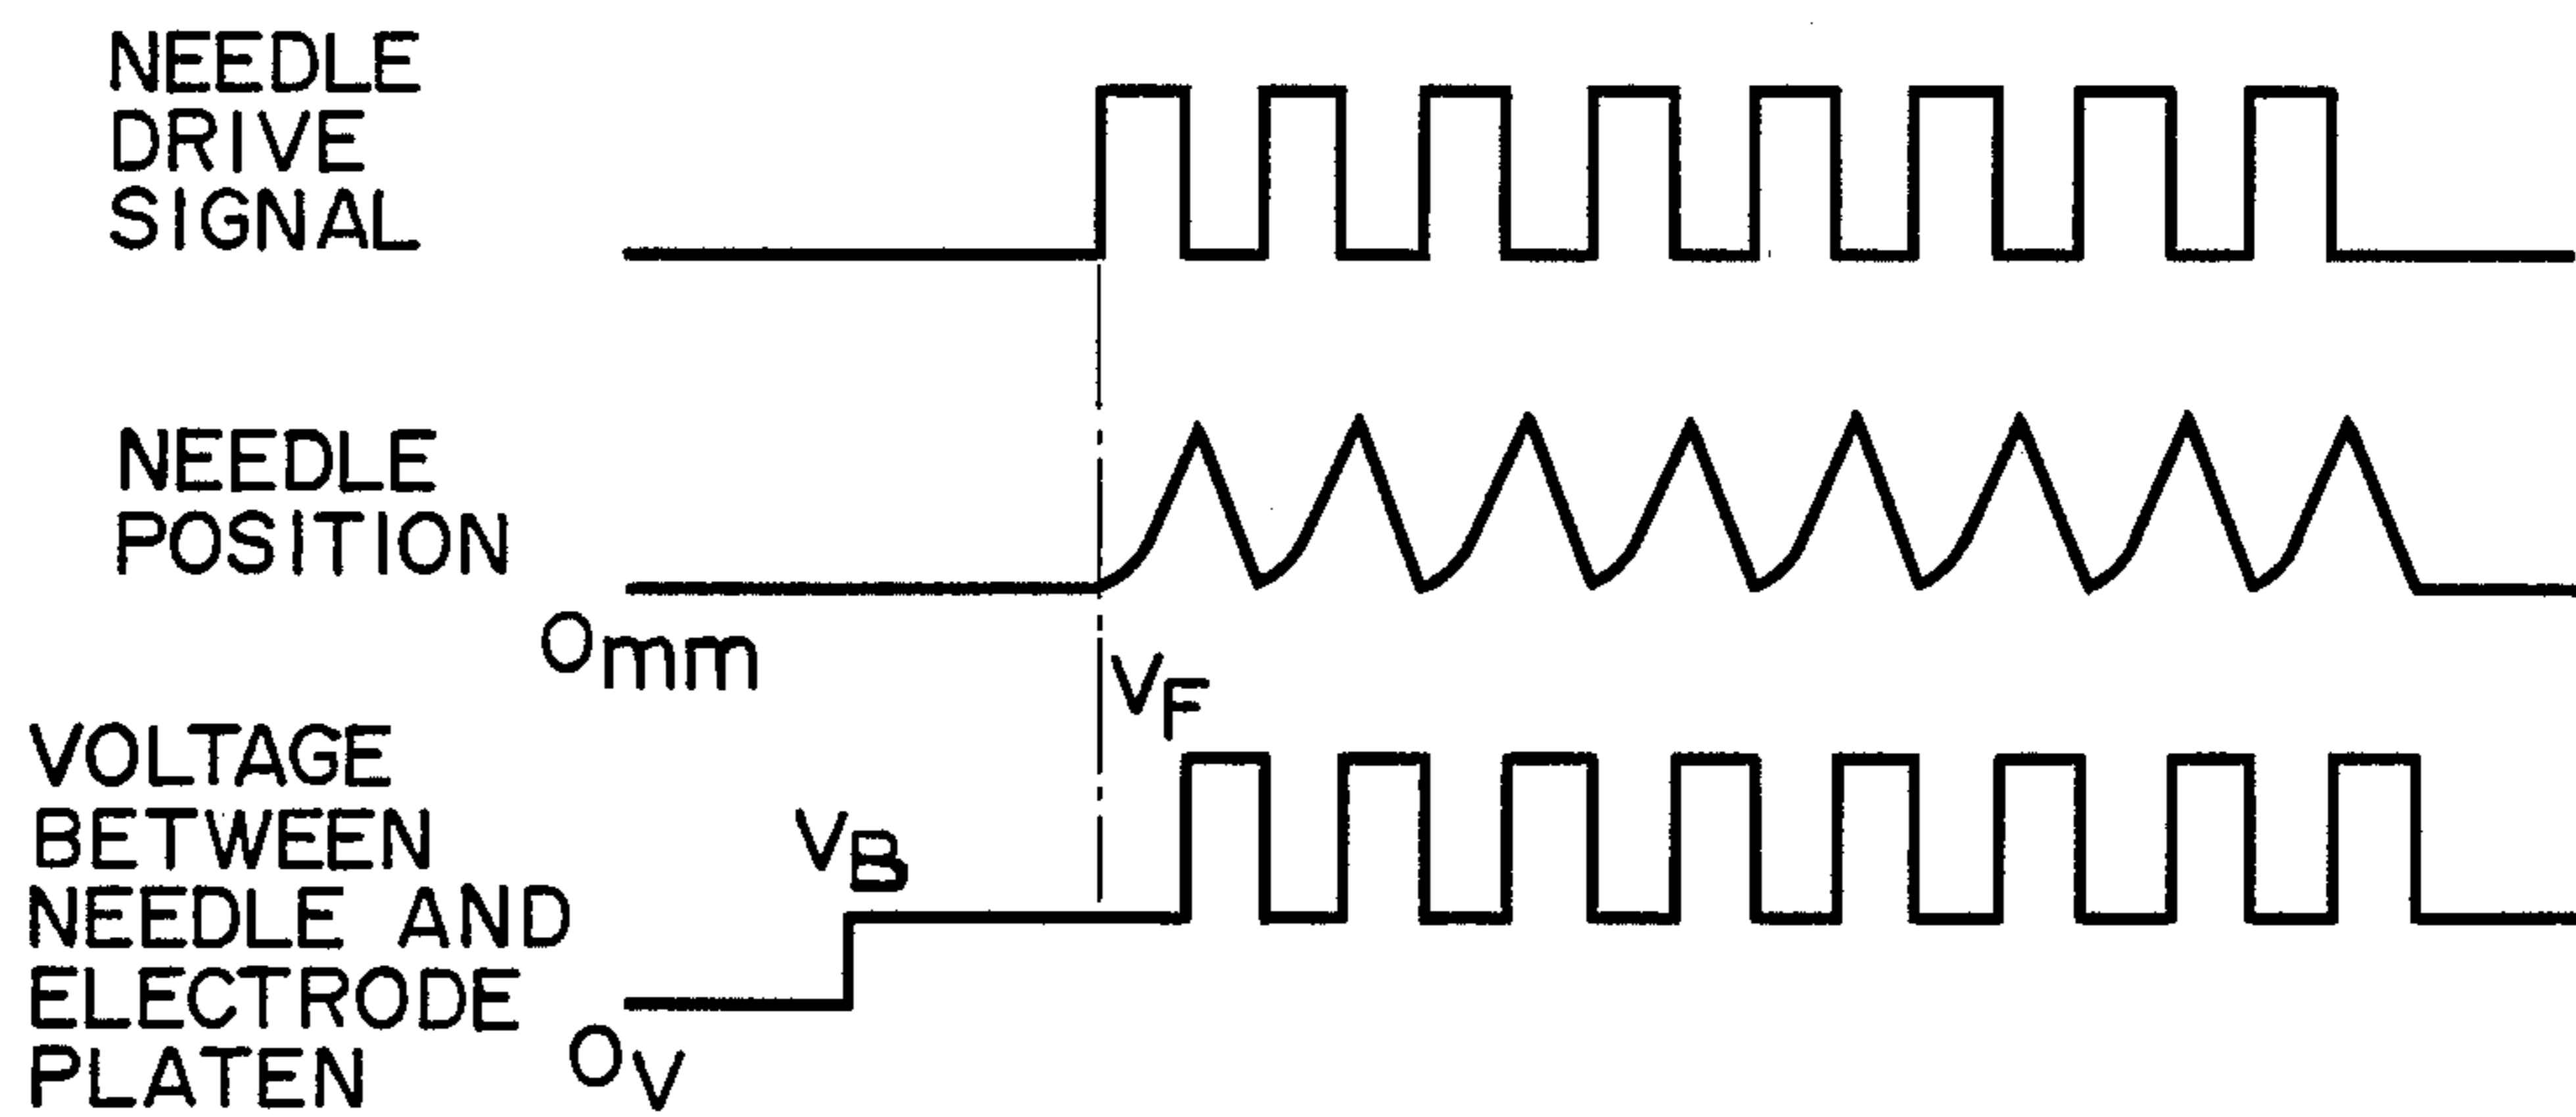 NEEDLE
DRIVE
SIGNAL
NEEDLE
POSITION
0mm
VF
VOLTAGE
BETWEEN
NEEDLE AND
ELECTRODE
PLATEN
VB
0V